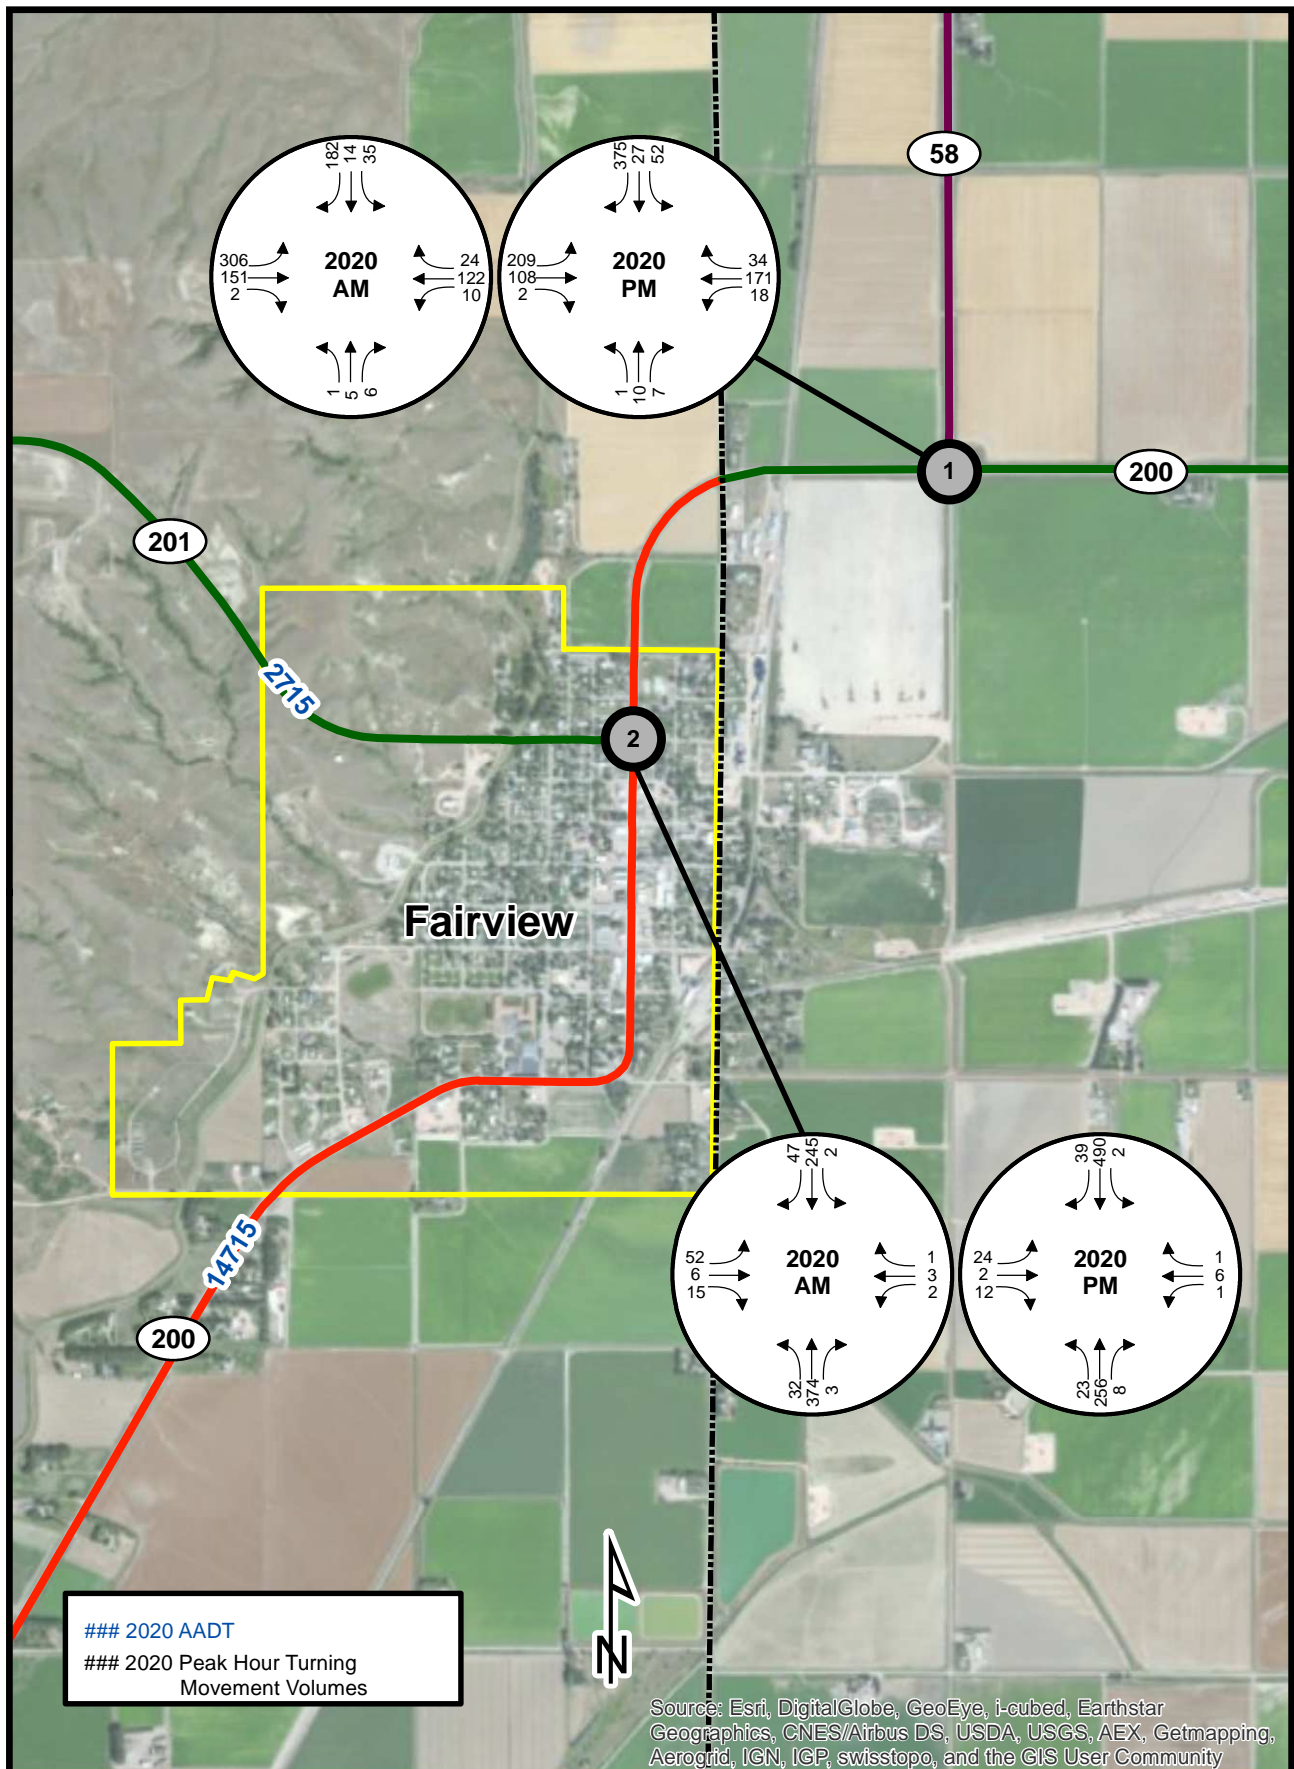 182 14 35
306
151
2
2020
AM
24
122
10
1 5 6
375 27 52
209
108
2
2020
PM
34
171
18
1 10 7
58
1
200
201
2715
2
Fairview
14715
200
47 245 2
52
6
15
2020
AM
1
3
2
32 374 3
39 490 2
24
2
12
2020
PM
1
6
1
23 256 8
### 2020 AADT
### 2020 Peak Hour Turning
Movement Volumes
N
Source: Esri, DigitalGlobe, GeoEye, i-cubed, Earthstar
Geographics, CNES/Airbus DS, USDA, USGS, AEX, Getmapping,
Aerogrid, IGN, IGP, swisstopo, and the GIS User Community